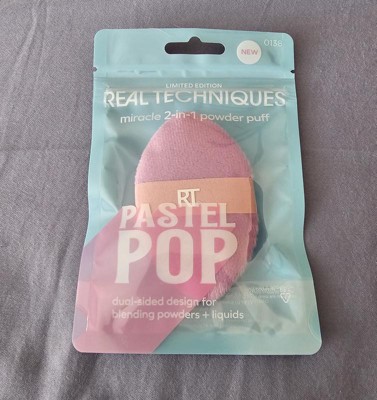 NEW
LIMITED EDITION
REAL TECHNIQUES
miracle 2-in-1 powder puff
RT
PASTEL
POP
dual-sided design for
blending powders + liquids